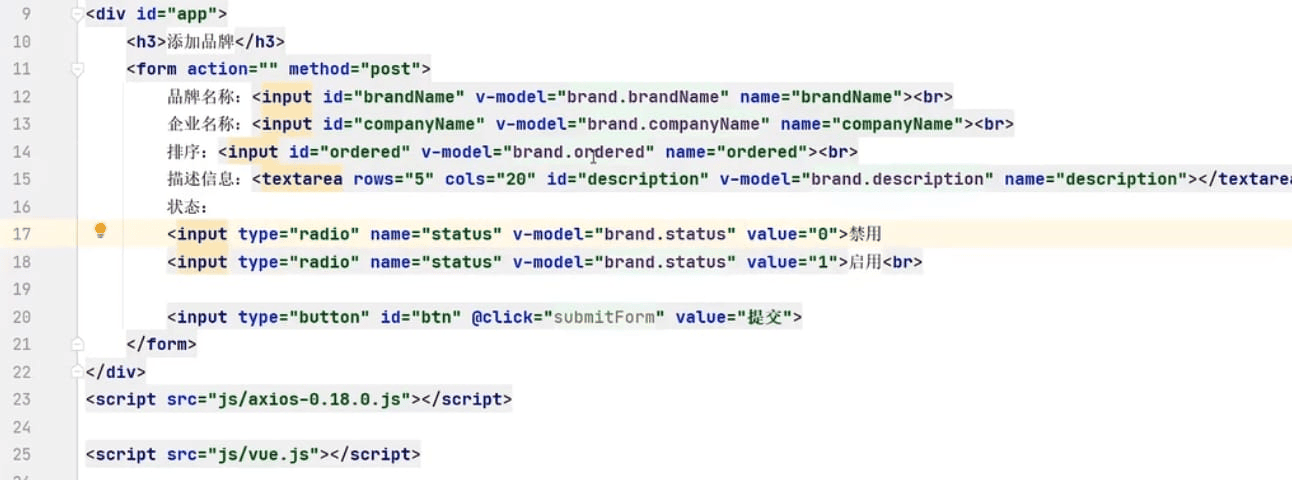 9 <div id="app">
10 <h3>添加品牌</h3>
11 <form action="" method="post">
12 品牌名称：<input id="brandName" v-model="brand.brandName" name="brandName"><br>
13 企业名称：<input id="companyName" v-model="brand.companyName" name="companyName"><br>
14 排序：<input id="ordered" v-model="brand.ordered" name="ordered"><br>
15 描述信息：<textarea rows="5" cols="20" id="description" v-model="brand.description" name="description"></textarea
16 状态：
17 <input type="radio" name="status" v-model="brand.status" value="0">禁用
18 <input type="radio" name="status" v-model="brand.status" value="1">启用<br>
19
20 <input type="button" id="btn" @click="submitForm" value="提交">
21 </form>
22 </div>
23 <script src="js/axios-0.18.0.js"></script>
24
25 <script src="js/vue.js"></script>